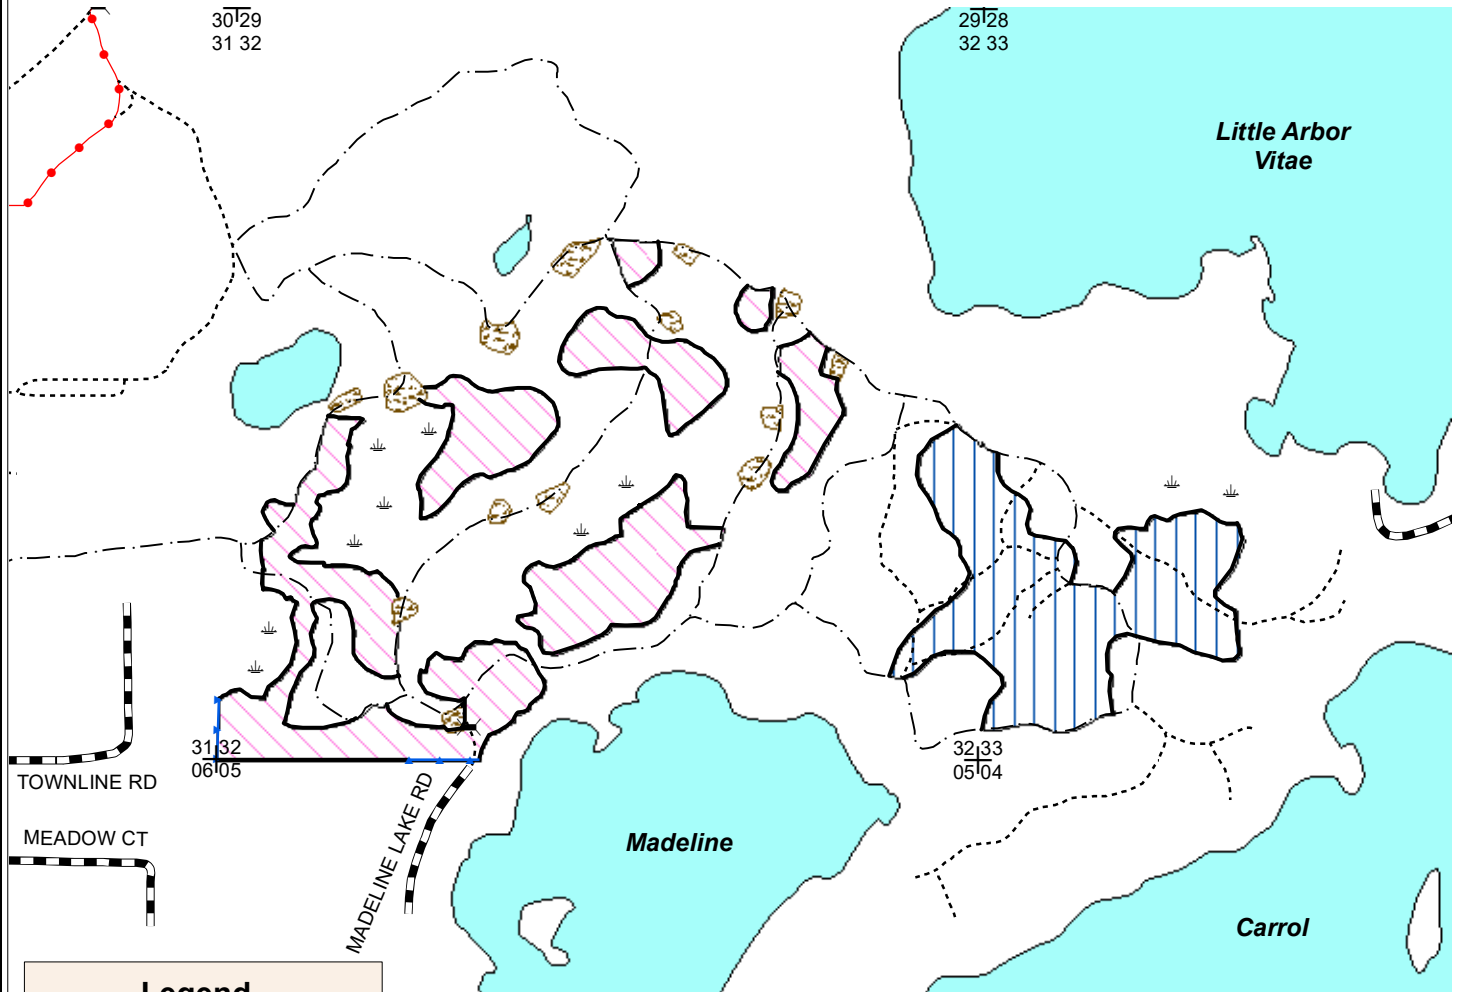 30 29
31 32
29 28
32 33
Little Arbor
Vitae
31 32
06 05
32 33
05 04
TOWNLINE RD
MEADOW CT
MADELINE LAKE RD
Madeline
Carrol
Legend